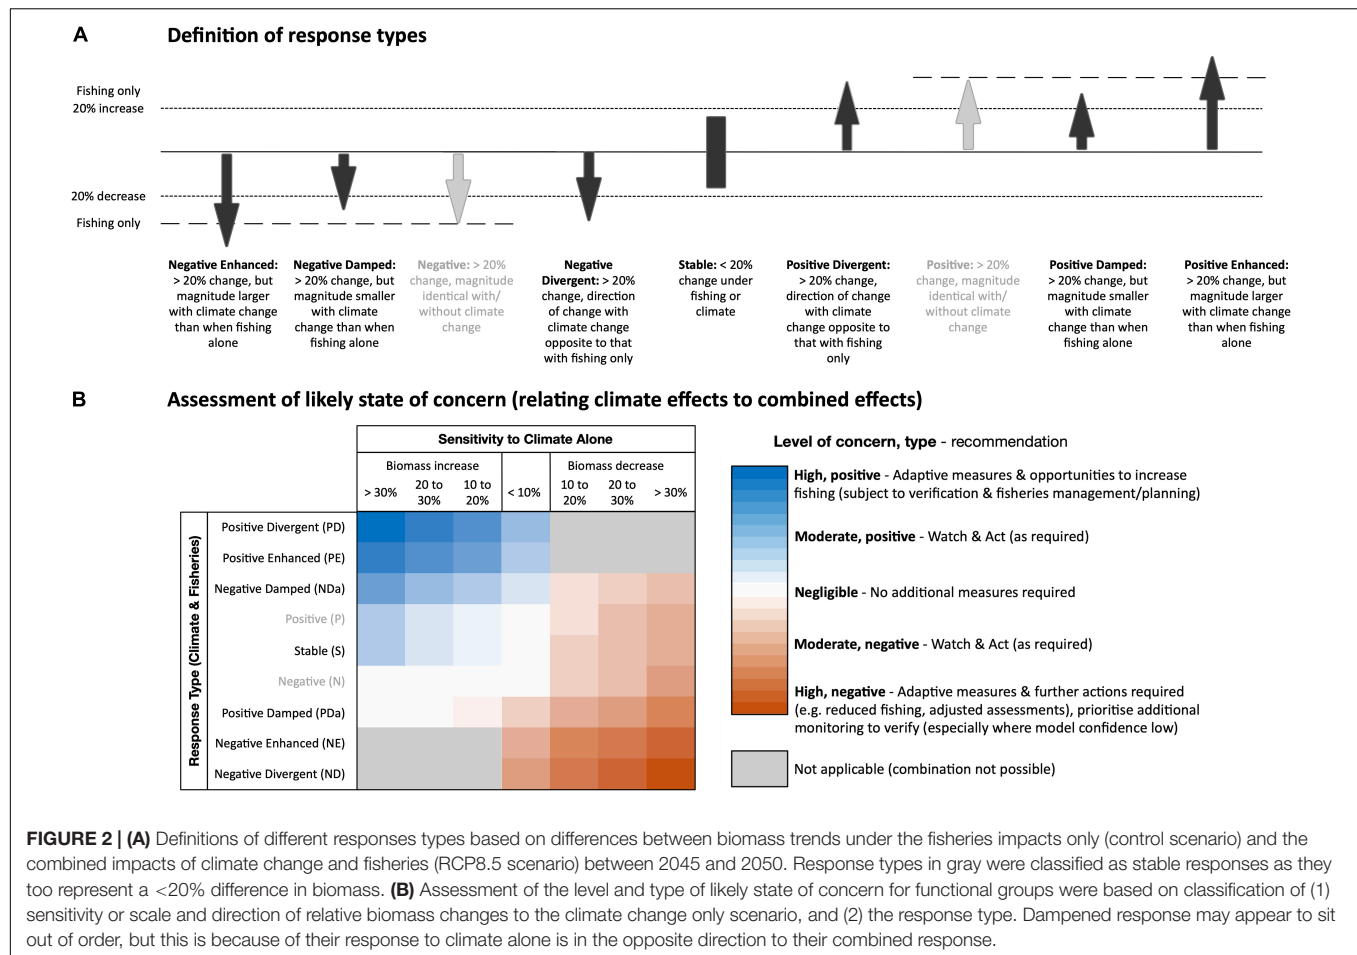 A Definition of response types
Fishing only
20% increase
20% decrease
Fishing only
Negative Enhanced:
> 20% change, but
magnitude larger
with climate change
than when fishing
alone
Negative Damped:
> 20% change, but
magnitude smaller
with climate
change than when
fishing alone
Negative: > 20%
change, magnitude
identical with/
without climate
change
Negative
Divergent: > 20%
change, direction
of change with
climate change
opposite to that
with fishing only
Stable: < 20%
change under
fishing or
climate
Positive Divergent:
> 20% change,
direction of change
with climate
change opposite to
that with fishing
only
Positive: > 20%
change, magnitude
identical with/
without climate
change
Positive Damped:
> 20% change, but
magnitude smaller
with climate
change than when
fishing alone
Positive Enhanced:
> 20% change, but
magnitude larger
with climate change
than when fishing
alone
B Assessment of likely state of concern (relating climate effects to combined effects)
Sensitivity to Climate Alone
Biomass increase
Biomass decrease
> 30%
20 to
30%
10 to
20%
< 10%
10 to
20%
20 to
30%
> 30%
Response Type (Climate & Fisheries)
Positive Divergent (PD)
Positive Enhanced (PE)
Negative Damped (NDa)
Positive (P)
Stable (S)
Negative (N)
Positive Damped (PDa)
Negative Enhanced (NE)
Negative Divergent (ND)
Level of concern, type - recommendation
High, positive - Adaptive measures & opportunities to increase
fishing (subject to verification & fisheries management/planning)
Moderate, positive - Watch & Act (as required)
Negligible - No additional measures required
Moderate, negative - Watch & Act (as required)
High, negative - Adaptive measures & further actions required
(e.g. reduced fishing, adjusted assessments), prioritise additional
monitoring to verify (especially where model confidence low)
Not applicable (combination not possible)
FIGURE 2 | (A) Definitions of different responses types based on differences between biomass trends under the fisheries impacts only (control scenario) and the
combined impacts of climate change and fisheries (RCP8.5 scenario) between 2045 and 2050. Response types in gray were classified as stable responses as they
too represent a <20% difference in biomass. (B) Assessment of the level and type of likely state of concern for functional groups were based on classification of (1)
sensitivity or scale and direction of relative biomass changes to the climate change only scenario, and (2) the response type. Dampened response may appear to sit
out of order, but this is because of their response to climate alone is in the opposite direction to their combined response.